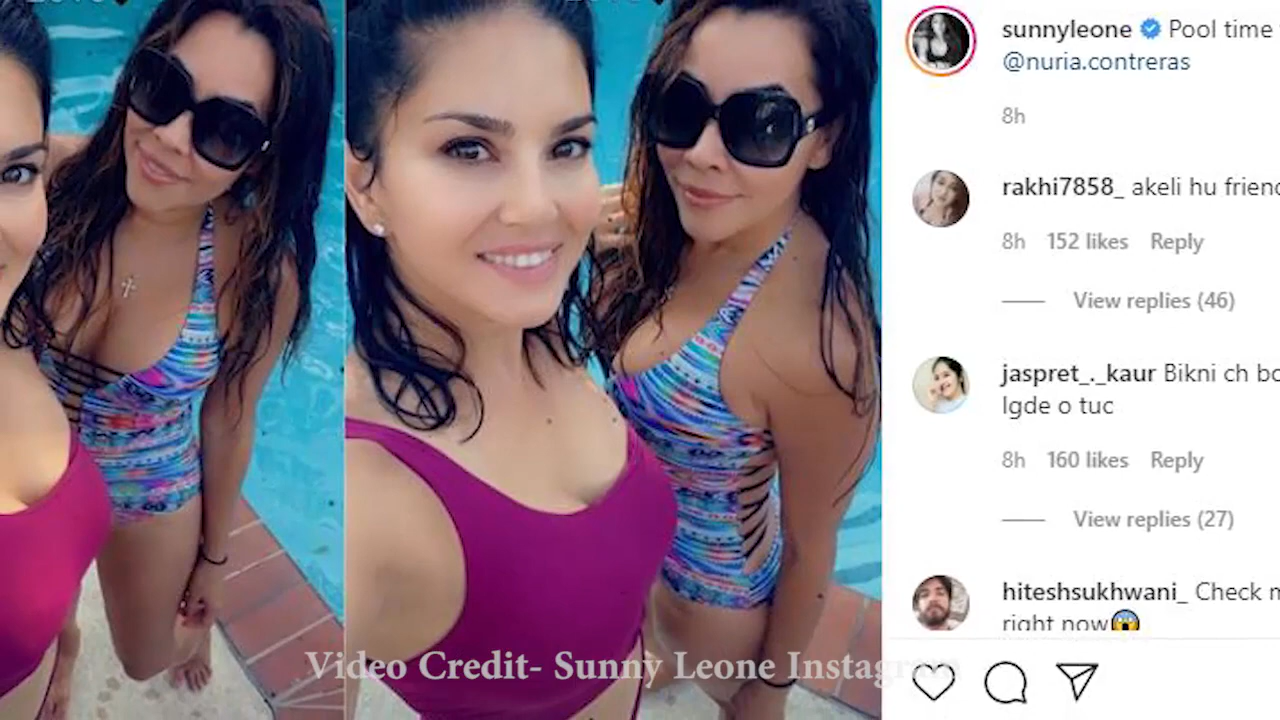 sunnyleone Pool time
@nuria.contreras
8h
rakhi7858_ akeli hu
8h 152 likes Reply
View replies (46)
jaspret_._kaur Bikni ch
lgde o tuc
8h 160 likes Reply
View replies (27)
hiteshsukhwani_ Check
right now😱
Video Credit- Sunny Leone Instagram